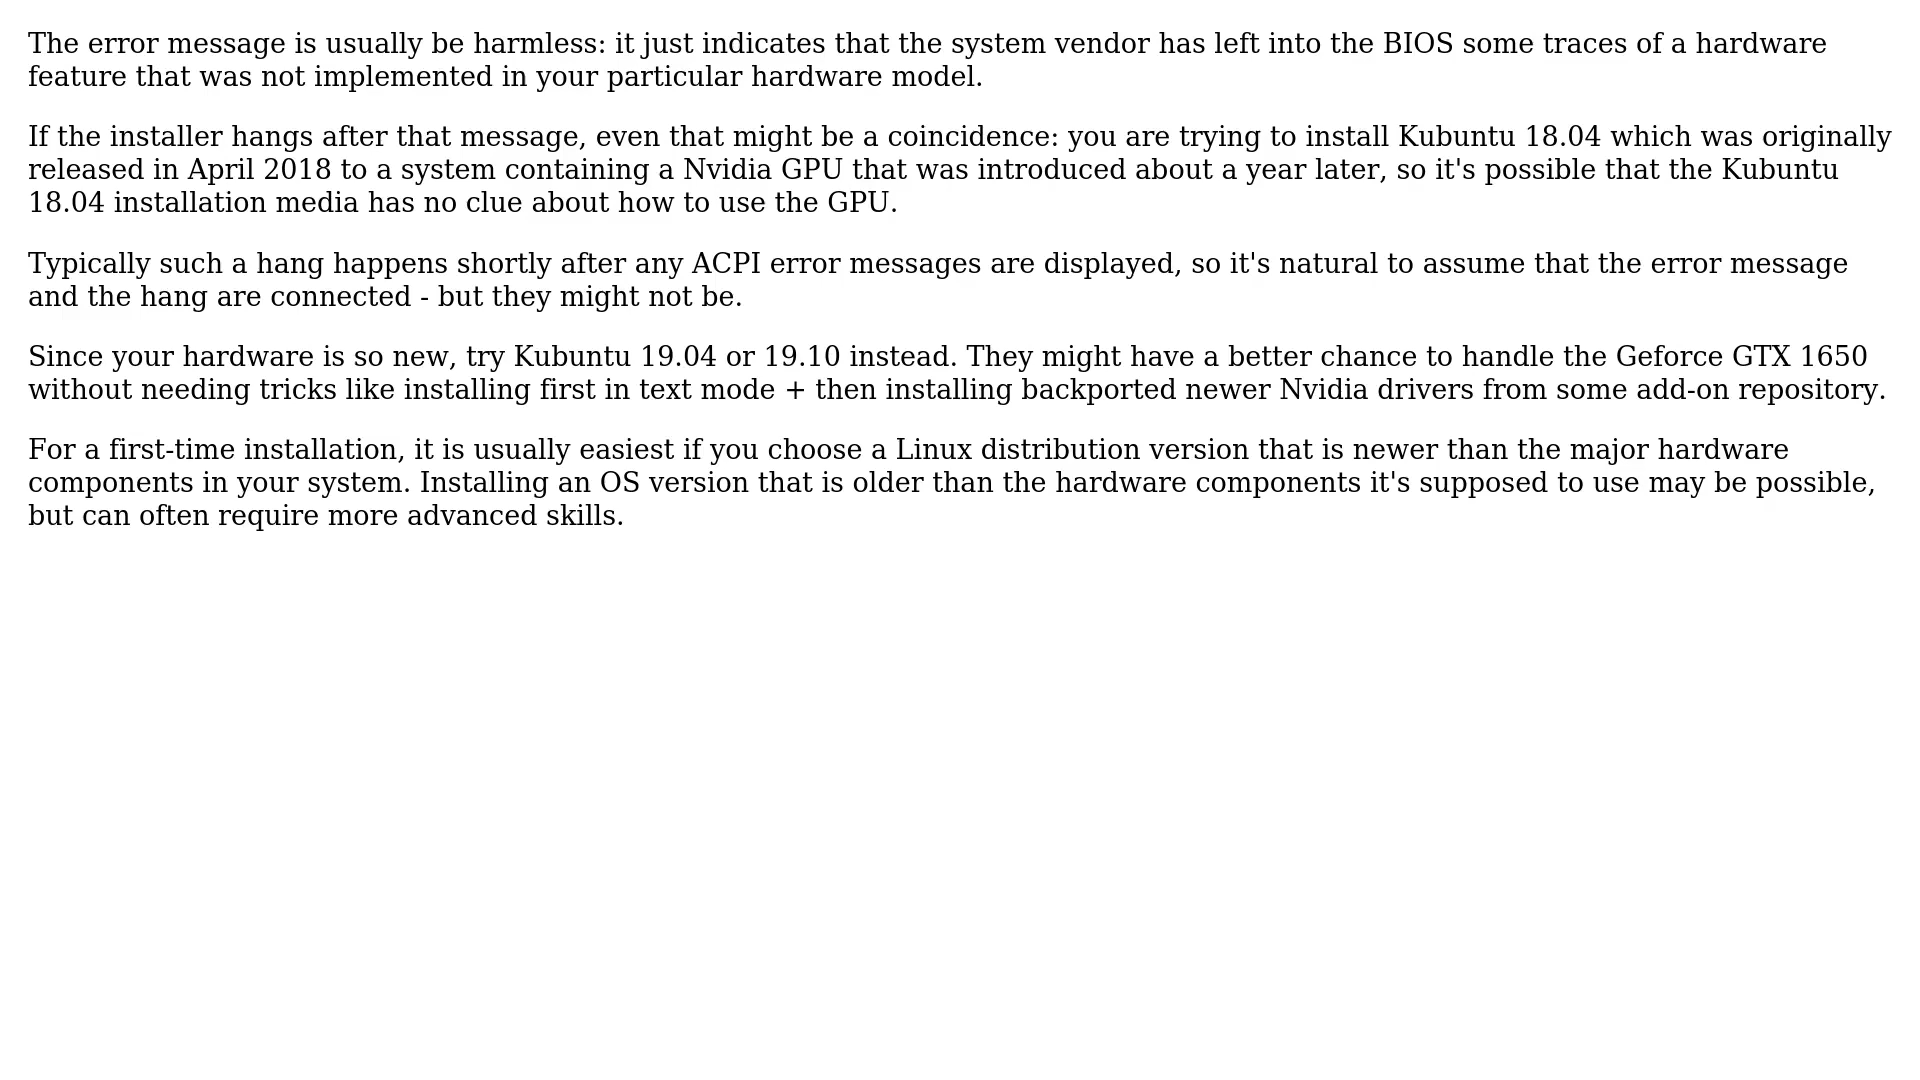 The error message is usually be harmless: it just indicates that the system vendor has left into the BIOS some traces of a hardware
feature that was not implemented in your particular hardware model.
If the installer hangs after that message, even that might be a coincidence: you are trying to install Kubuntu 18.04 which was originally
released in April 2018 to a system containing a Nvidia GPU that was introduced about a year later, so it's possible that the Kubuntu
18.04 installation media has no clue about how to use the GPU.
Typically such a hang happens shortly after any ACPI error messages are displayed, so it's natural to assume that the error message
and the hang are connected - but they might not be.
Since your hardware is so new, try Kubuntu 19.04 or 19.10 instead. They might have a better chance to handle the Geforce GTX 1650
without needing tricks like installing first in text mode + then installing backported newer Nvidia drivers from some add-on repository.
For a first-time installation, it is usually easiest if you choose a Linux distribution version that is newer than the major hardware
components in your system. Installing an OS version that is older than the hardware components it's supposed to use may be possible,
but can often require more advanced skills.